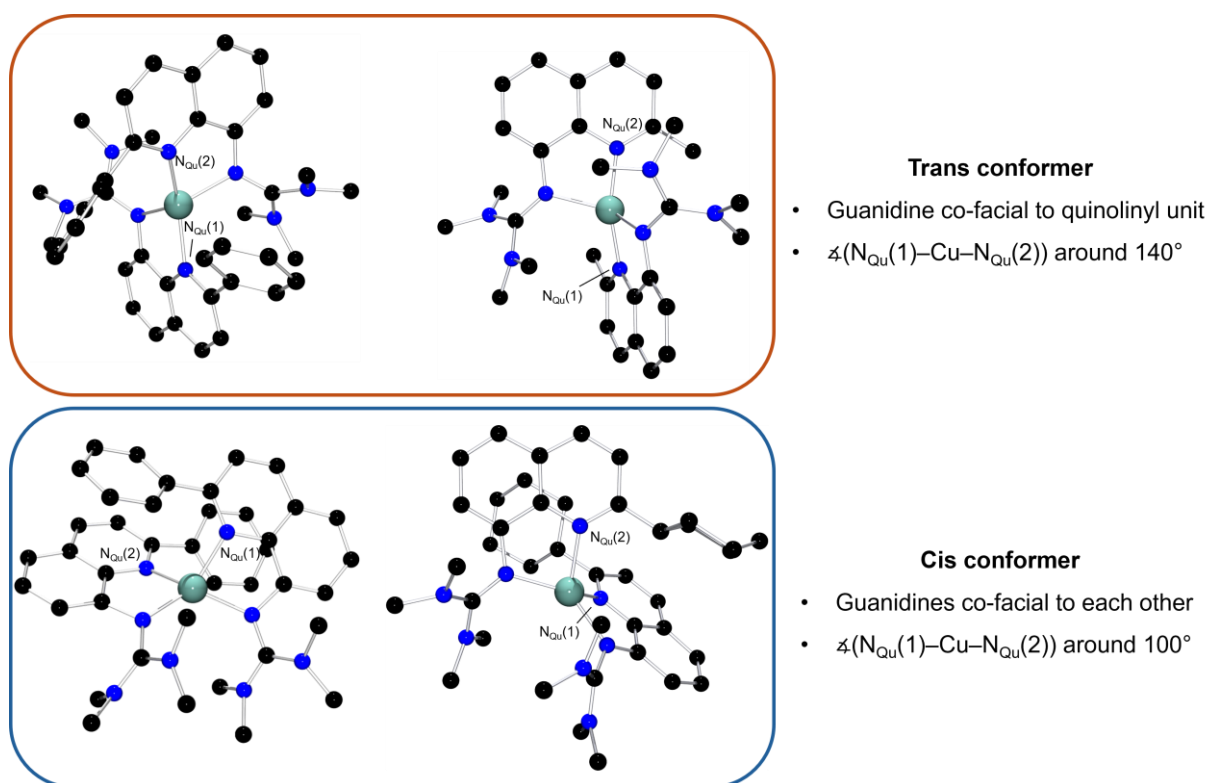 N_Qu(2)
N_Qu(1)
N_Qu(2)
N_Qu(1)
Trans conformer
• Guanidine co-facial to quinolinyl unit
• ∡(N_Qu(1)–Cu–N_Qu(2)) around 140°
N_Qu(2)
N_Qu(1)
N_Qu(2)
N_Qu(1)
Cis conformer
• Guanidines co-facial to each other
• ∡(N_Qu(1)–Cu–N_Qu(2)) around 100°